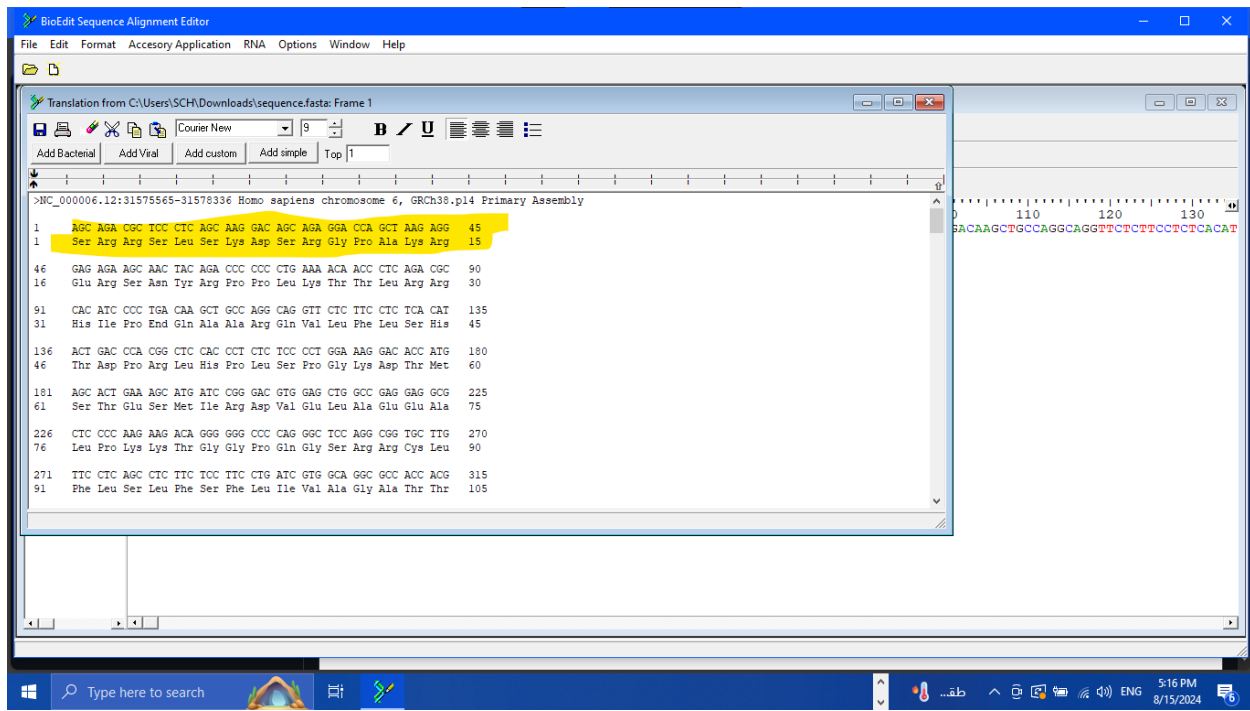 BioEdit Sequence Alignment Editor
File Edit Format Accesory Application RNA Options Window Help
Translation from C:\Users\SCH\Downloads\sequence.fasta: Frame 1
Courier New 9 B U
Add Bacterial Add Viral Add custom Add simple Top 1
>NC_000006.12:31575565-31578336 Homo sapiens chromosome 6, GRCh38.p14 Primary Assembly
110 120 130
GACAAGCTGCCAGGCAGGTTCTCTTCCTCTCACAT
1 AGC AGA CGC TCC CTC AGC AAG GAC AGC AGA GGA CCA GCT AAG AGG 45
1 Ser Arg Arg Ser Leu Ser Lys Asp Ser Arg Gly Pro Ala Lys Arg 15
46 GAG AGA AGC AAC TAC AGA CCC CCC CTG AAA ACA ACC CTC AGA CGC 90
16 Glu Arg Ser Asn Tyr Arg Pro Pro Leu Lys Thr Thr Leu Arg Arg 30
91 CAC ATC CCC TGA CAA GCT GCC AGG CAG GTT CTC TTC CTC TCA CAT 135
31 His Ile Pro End Gln Ala Ala Arg Gln Val Leu Phe Leu Ser His 45
136 ACT GAC CCA CGG CTC CAC CCT CTC TCC CCT GGA AAG GAC ACC ATG 180
46 Thr Asp Pro Arg Leu His Pro Leu Ser Pro Gly Lys Asp Thr Met 60
181 AGC ACT GAA AGC ATG ATC CGG GAC GTG GAG CTG GCC GAG GAG GCG 225
61 Ser Thr Glu Ser Met Ile Arg Asp Val Glu Leu Ala Glu Glu Ala 75
226 CTC CCC AAG AAG ACA GGG GGG CCC CAG GGC TCC AGG CGG TGC TTG 270
76 Leu Pro Lys Lys Thr Gly Gly Pro Gln Gly Ser Arg Arg Cys Leu 90
271 TTC CTC AGC CTC TTC TCC TTC CTG ATC GTG GCA GGC GCC ACC ACG 315
91 Phe Leu Ser Leu Phe Ser Phe Leu Ile Val Ala Gly Ala Thr Thr 105
Type here to search
طقـ... ENG 5:16 PM
8/15/2024
6